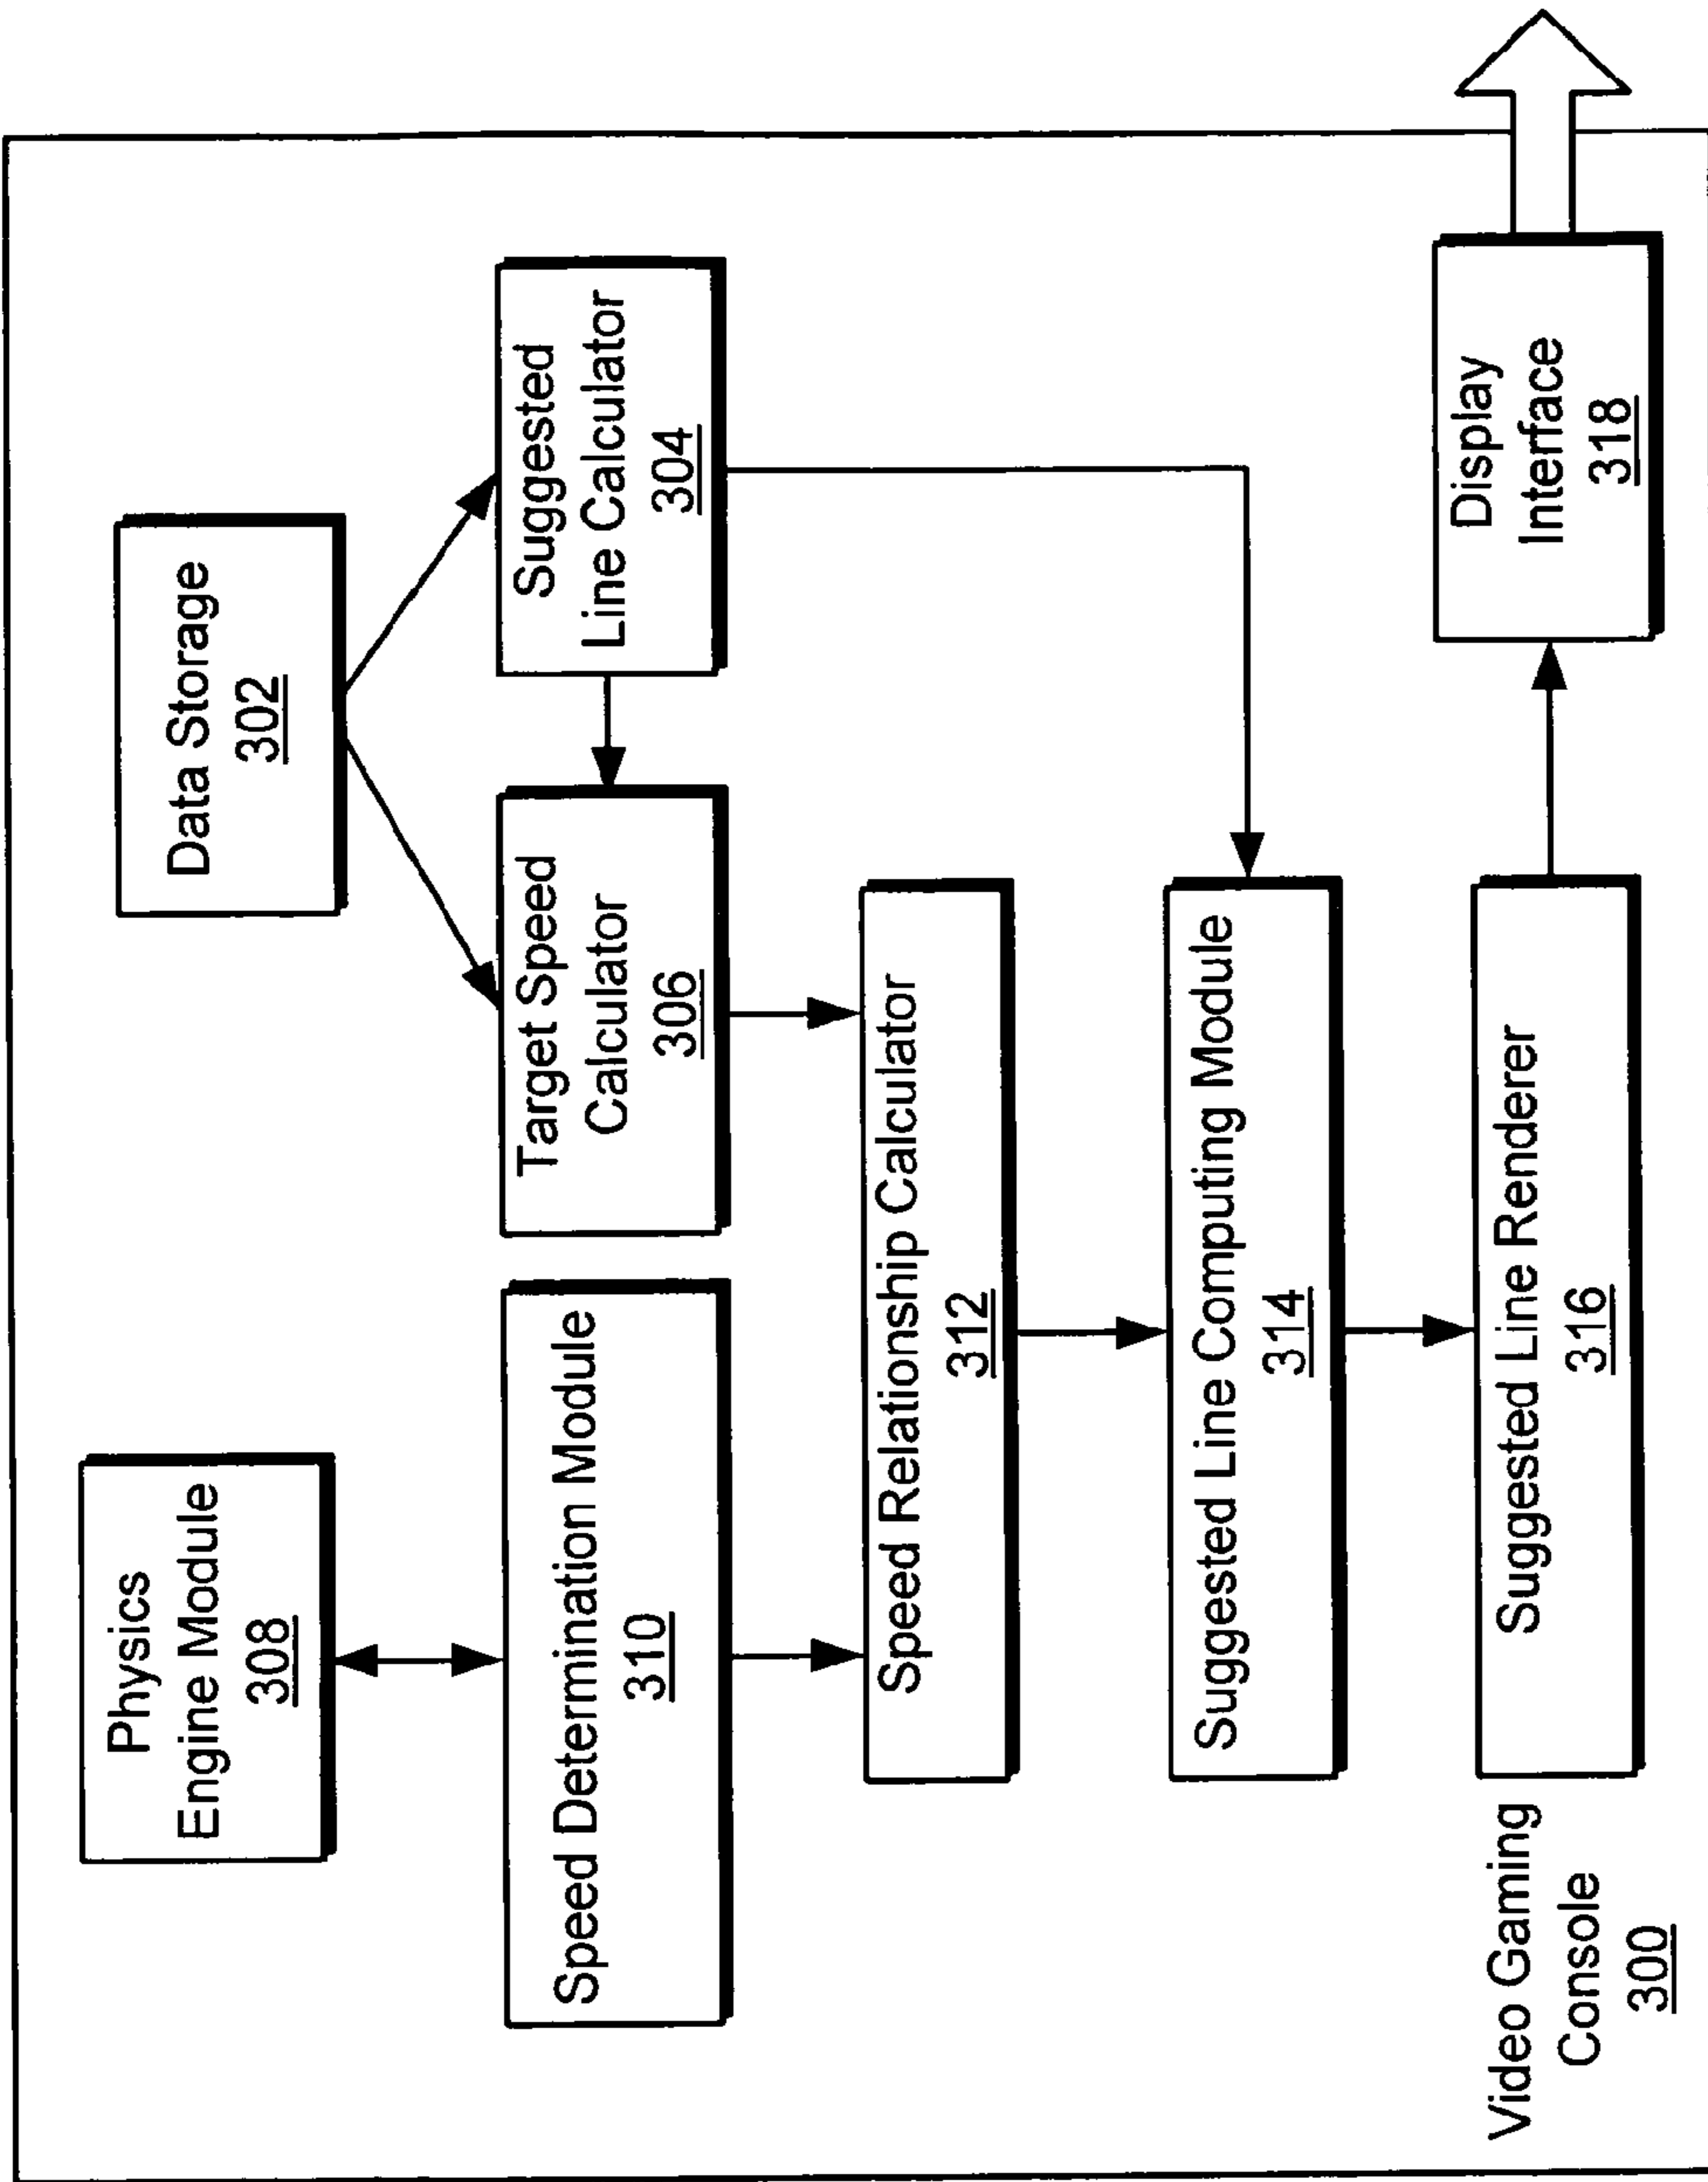 Physics
Engine Module
308
Data Storage
302
Speed Determination Module
310
Target Speed
Calculator
306
Suggested
Line Calculator
304
Speed Relationship Calculator
312
Suggested Line Computing Module
314
Suggested Line Renderer
316
Display
Interface
318
Video Gaming
Console
300